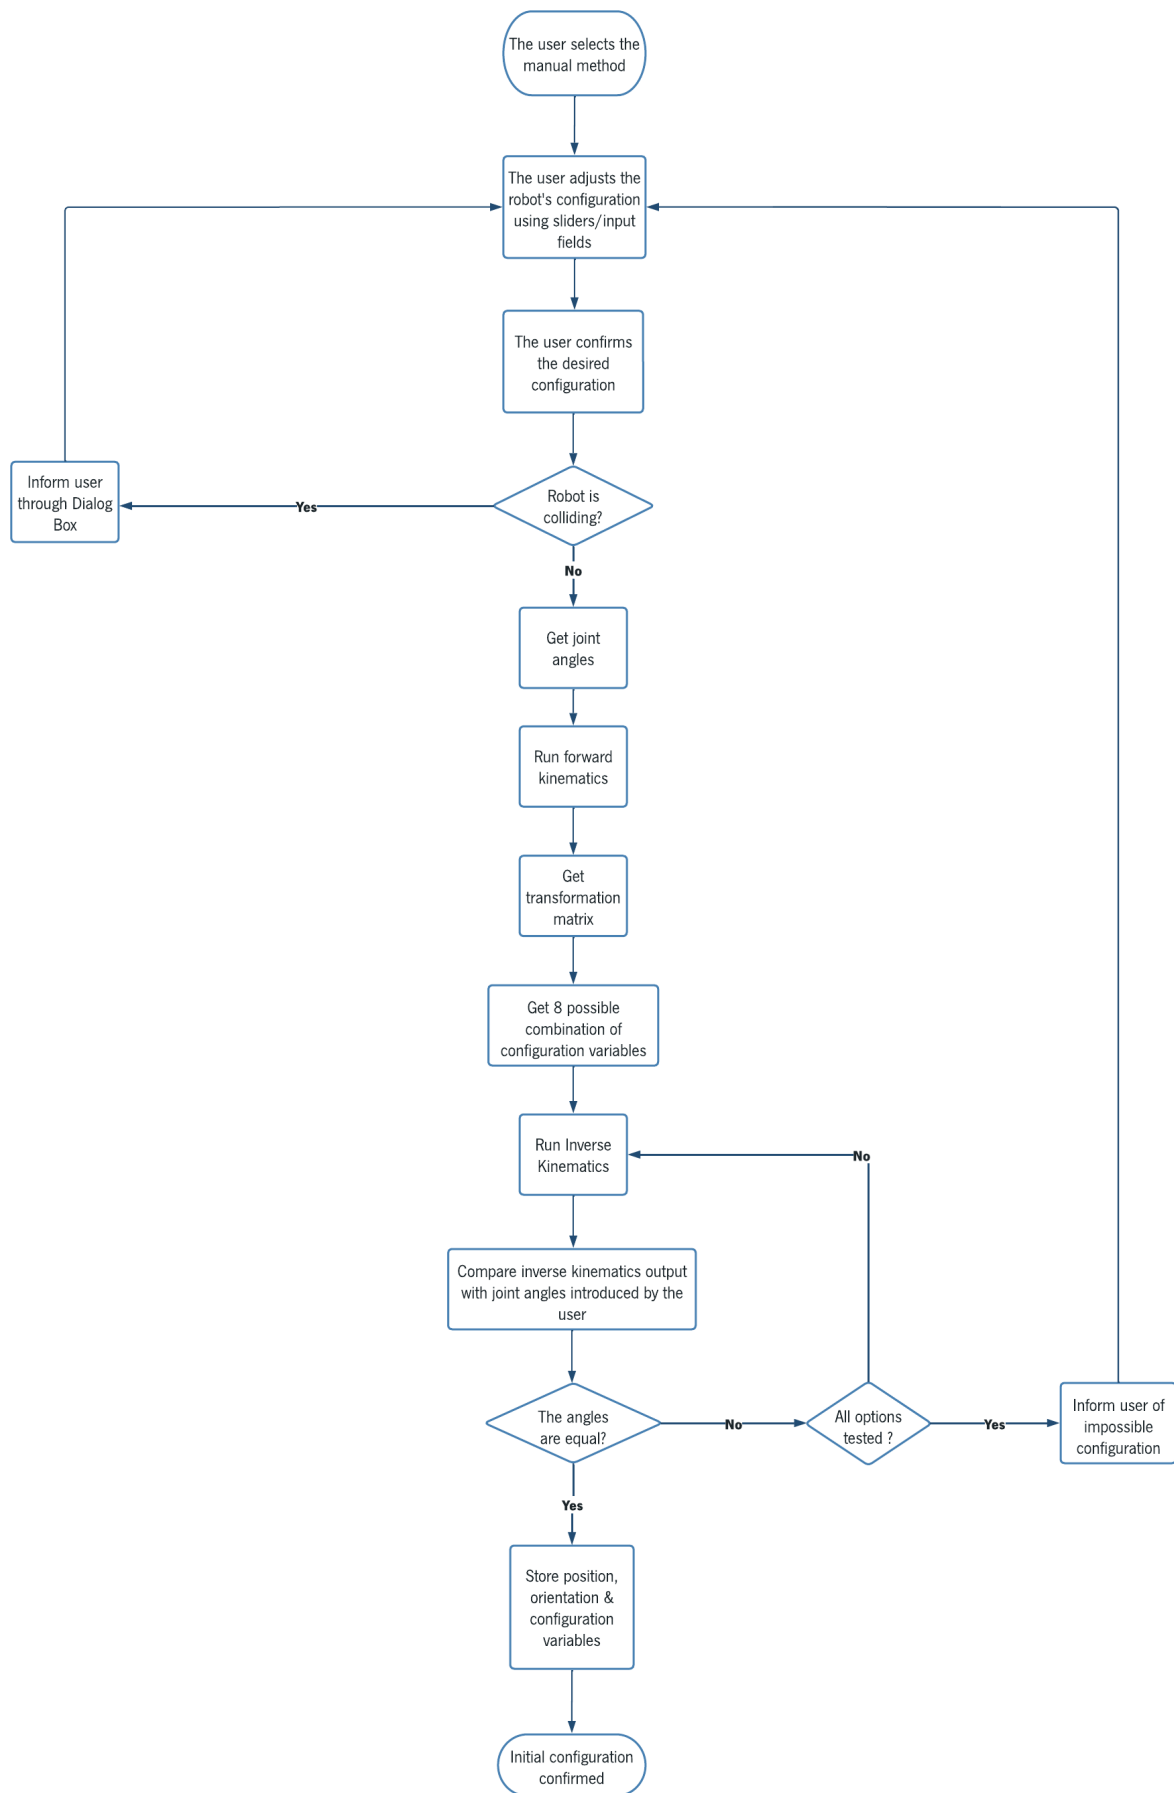 The user selects the
manual method
The user adjusts the
robot's configuration
using sliders/input
fields
The user confirms
the desired
configuration
Inform user
through Dialog
Box
Yes
Robot is
colliding?
No
Get joint
angles
Run forward
kinematics
Get
transformation
matrix
Get 8 possible
combination of
configuration variables
Run Inverse
Kinematics
No
Compare inverse kinematics output
with joint angles introduced by the
user
The angles
are equal?
No
All options
tested ?
Yes
Inform user of
impossible
configuration
Yes
Store position,
orientation &
configuration
variables
Initial configuration
confirmed